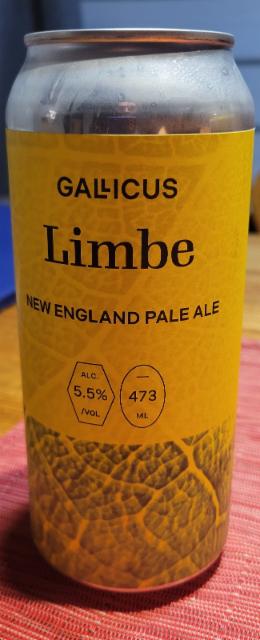 GALLICUS
Limbe
NEW ENGLAND PALE ALE
ALC.
5.5%
/VOL
473
ML